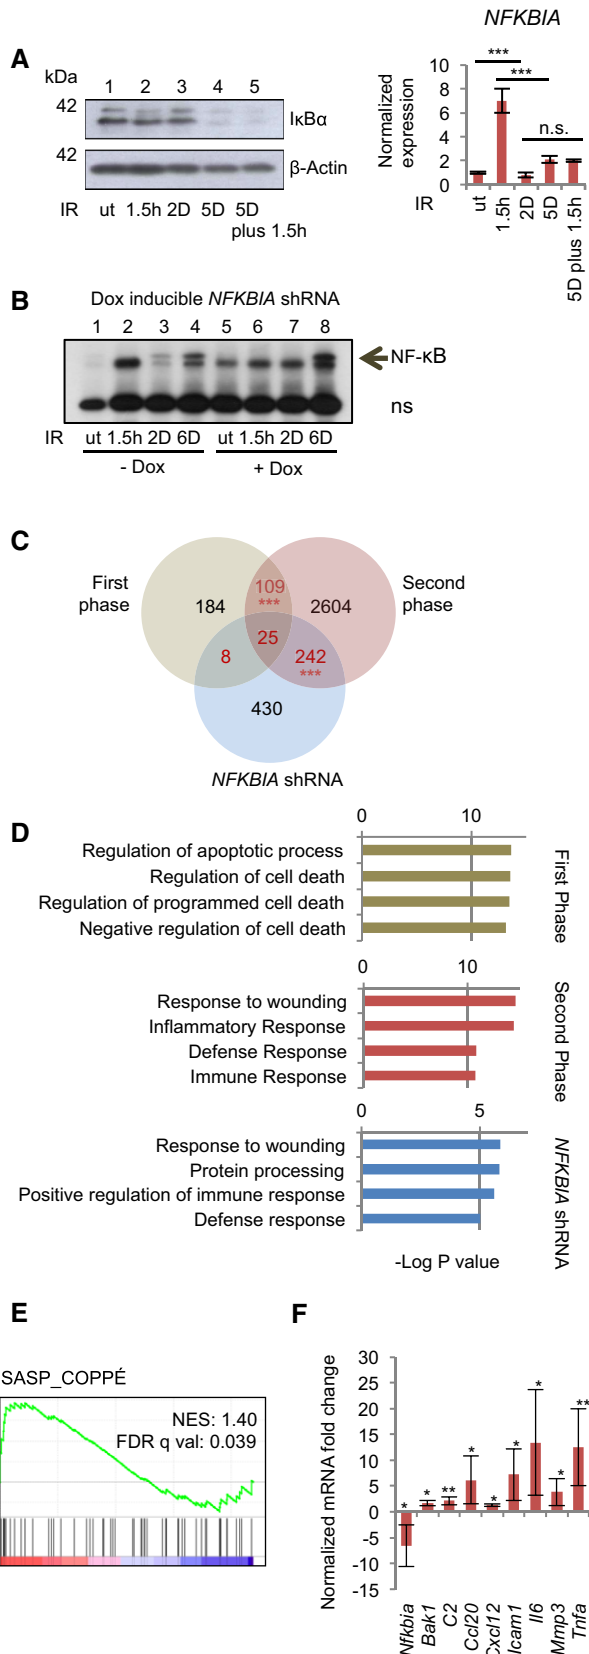 NFKBIA
A
kDa
1 2 3 4 5
42
IκBα
42
β-Actin
IR ut 1.5h 2D 5D 5D
plus 1.5h
Normalized
expression
10
8
6
4
2
0
***
***
n.s.
IR
ut
1.5h
2D
5D
5D plus 1.5h
B
Dox inducible NFKBIA shRNA
1 2 3 4 5 6 7 8
NF-κB
ns
IR ut 1.5h 2D 6D ut 1.5h 2D 6D
- Dox + Dox
C
First
phase
Second
phase
184
109
***
2604
25
8
242
***
430
NFKBIA shRNA
D
0 10
Regulation of apoptotic process
Regulation of cell death
Regulation of programmed cell death
Negative regulation of cell death
First Phase
0 10
Response to wounding
Inflammatory Response
Defense Response
Immune Response
Second Phase
0 5
Response to wounding
Protein processing
Positive regulation of immune response
Defense response
NFKBIA shRNA
-Log P value
E
SASP_COPPÉ
NES: 1.40
FDR q val: 0.039
F
Normalized mRNA fold change
30
25
20
15
10
5
0
-5
-10
-15
* * ** * * * * * **
Nfkbia
Bak1
C2
Ccl20
Cxcl12
Icam1
Il6
Mmp3
Tnfa